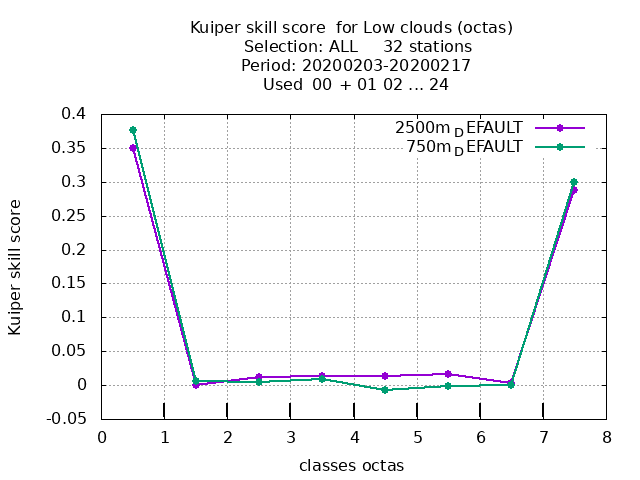 Kuiper skill score  for Low clouds (octas)
Selection: ALL     32 stations
Period: 20200203-20200217
Used  00 + 01 02 ... 24
2500m_DEFAULT
750m_DEFAULT
0.4
0.35
0.3
0.25
0.2
0.15
0.1
0.05
0
-0.05
Kuiper skill score
0 1 2 3 4 5 6 7 8
classes octas